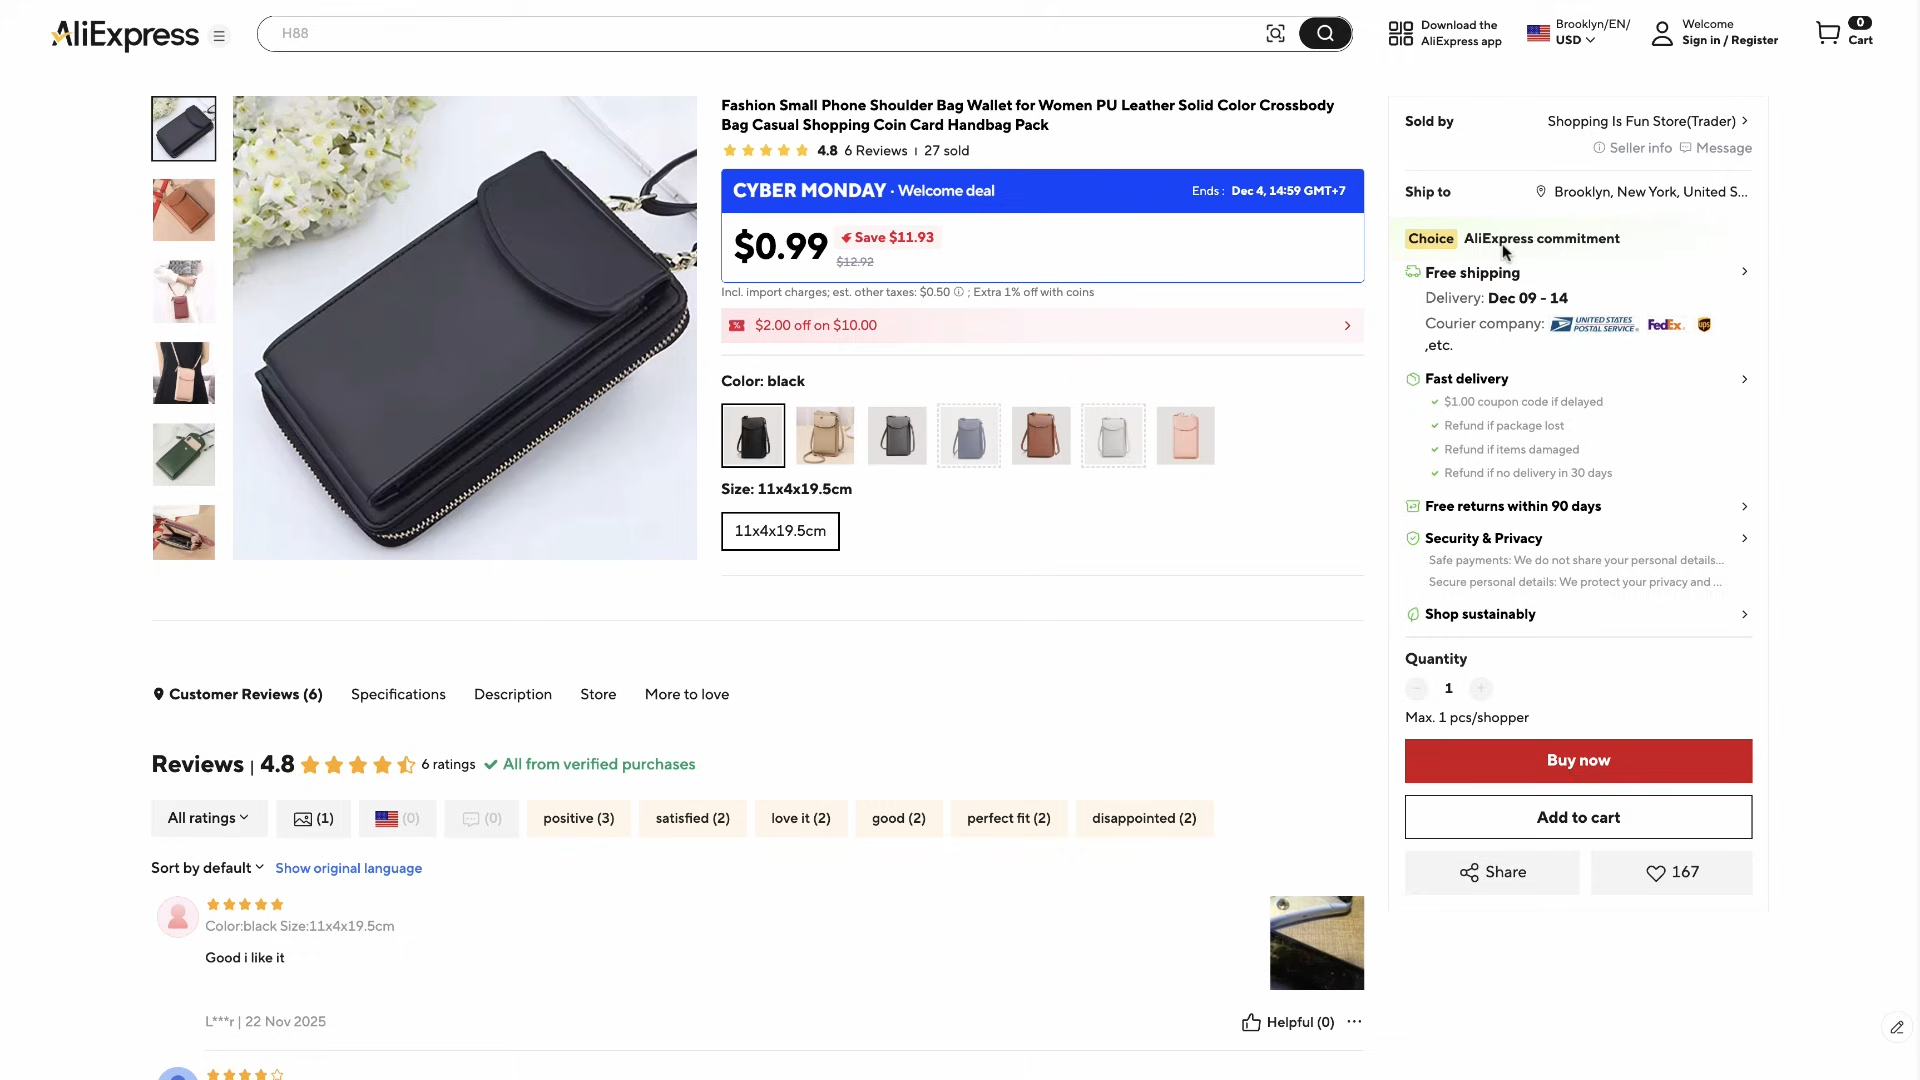 AliExpress
H88
Download the
AliExpress app
Brooklyn/EN/
USD
Welcome
Sign in / Register
0
Cart
Fashion Small Phone Shoulder Bag Wallet for Women PU Leather Solid Color Crossbody
Bag Casual Shopping Coin Card Handbag Pack
4.8 6 Reviews | 27 sold
CYBER MONDAY · Welcome deal
Ends : Dec 4, 14:59 GMT+7
$0.99
Save $11.93
$12.92
Incl. import charges; est. other taxes: $0.50 ; Extra 1% off with coins
$2.00 off on $10.00
Color: black
Size: 11x4x19.5cm
11x4x19.5cm
Sold by
Shopping Is Fun Store(Trader)
Seller info
Message
Ship to
Brooklyn, New York, United S...
Choice AliExpress commitment
Free shipping
Delivery: Dec 09 - 14
Courier company: UNITED STATES POSTAL SERVICE FedEx ups
,etc.
Fast delivery
$1.00 coupon code if delayed
Refund if package lost
Refund if items damaged
Refund if no delivery in 30 days
Free returns within 90 days
Security & Privacy
Safe payments: We do not share your personal details...
Secure personal details: We protect your privacy and ...
Shop sustainably
Quantity
− 1 +
Max. 1 pcs/shopper
Buy now
Add to cart
Share
167
Customer Reviews (6)
Specifications
Description
Store
More to love
Reviews | 4.8
6 ratings
All from verified purchases
All ratings
(1)
(0)
(0)
positive (3)
satisfied (2)
love it (2)
good (2)
perfect fit (2)
disappointed (2)
Sort by default
Show original language
Color:black Size:11x4x19.5cm
Good i like it
L***r | 22 Nov 2025
Helpful (0)